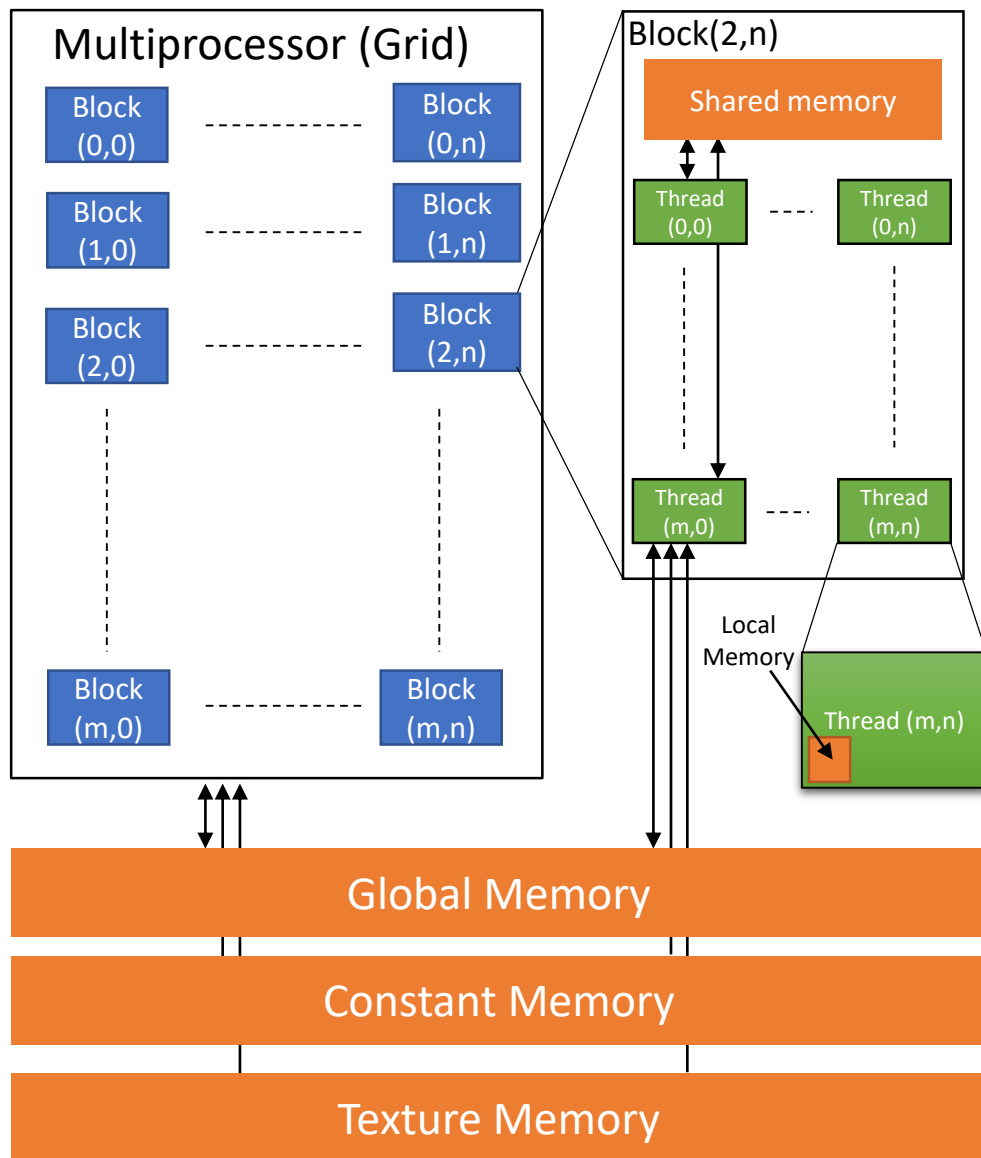 Multiprocessor (Grid)
Block
(0,0)
Block
(0,n)
Block
(1,0)
Block
(1,n)
Block
(2,0)
Block
(2,n)
Block
(m,0)
Block
(m,n)
Block(2,n)
Shared memory
Thread
(0,0)
Thread
(0,n)
Thread
(m,0)
Thread
(m,n)
Local
Memory
Thread (m,n)
Global Memory
Constant Memory
Texture Memory